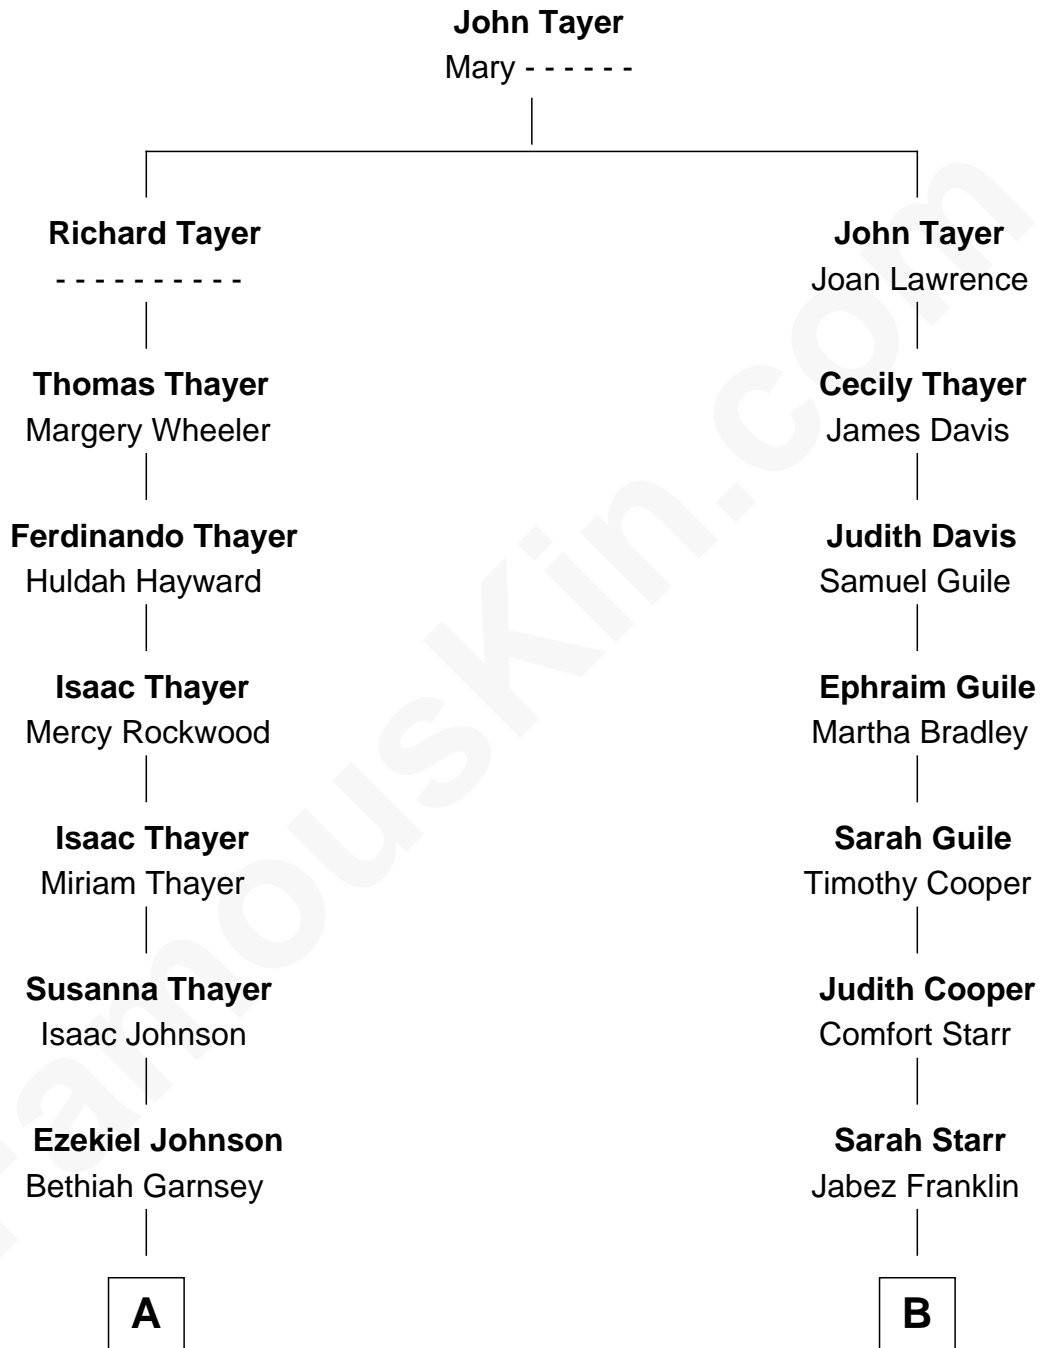 John Tayer
Mary - - - - - -
Richard Tayer
- - - - - - - - - -
John Tayer
Joan Lawrence
Thomas Thayer
Margery Wheeler
Cecily Thayer
James Davis
Ferdinando Thayer
Huldah Hayward
Judith Davis
Samuel Guile
Isaac Thayer
Mercy Rockwood
Ephraim Guile
Martha Bradley
Isaac Thayer
Miriam Thayer
Sarah Guile
Timothy Cooper
Susanna Thayer
Isaac Johnson
Judith Cooper
Comfort Starr
Ezekiel Johnson
Bethiah Garnsey
Sarah Starr
Jabez Franklin
A
B
FamousKin.com